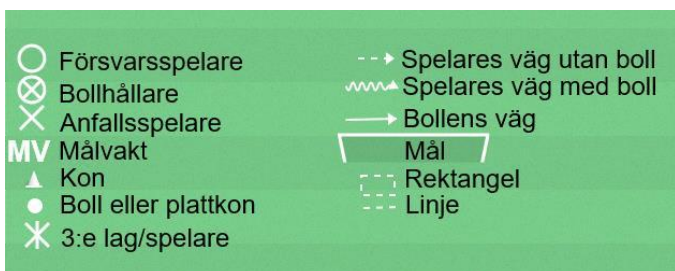 Försvarsspelare
Bollhållare
Anfallsspelare
MV Målvakt
Kon
Boll eller plattkon
3:e lag/spelare
Spelares väg utan boll
Spelares väg med boll
Bollens väg
Mål
Rektangel
Linje